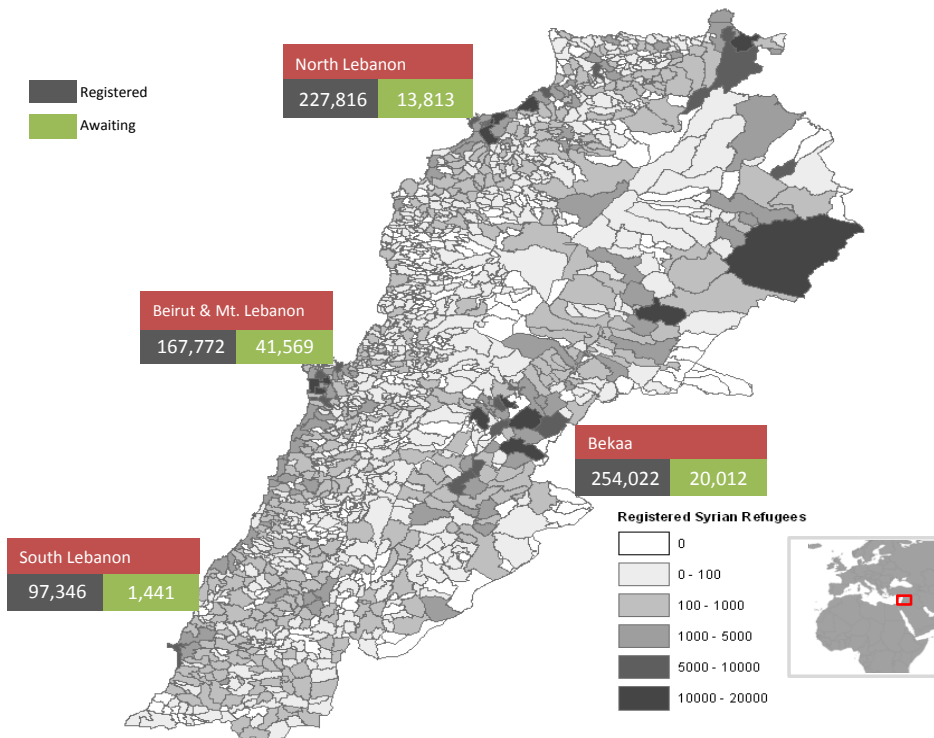 North Lebanon
227,816 13,813
Registered
Awaiting
Beirut & Mt. Lebanon
167,772 41,569
Bekaa
254,022 20,012
South Lebanon
97,346 1,441
Registered Syrian Refugees
0
0 - 100
100 - 1000
1000 - 5000
5000 - 10000
10000 - 20000